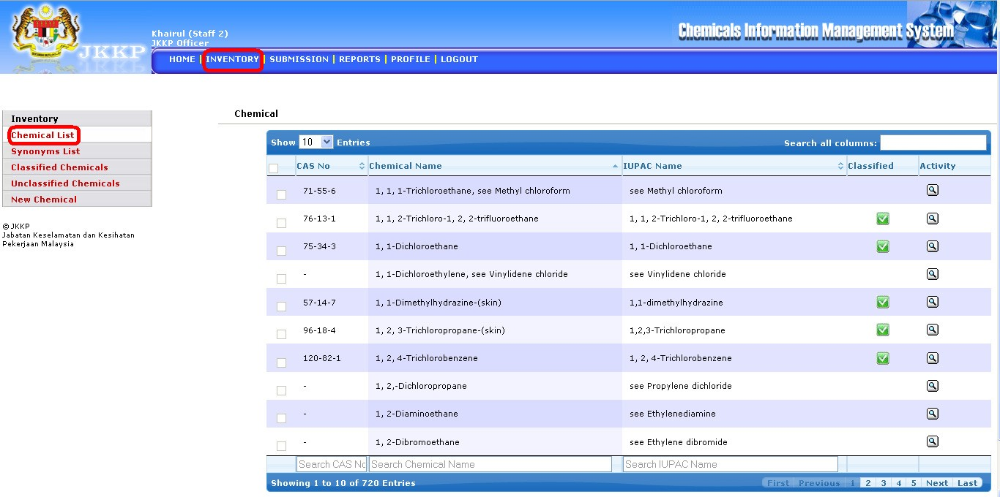 Khairul (Staff 2)
JKKP Officer
JKKP
Chemicals Information Management System
HOME | INVENTORY | SUBMISSION | REPORTS | PROFILE | LOGOUT
Inventory
Chemical List
Synonyms List
Classified Chemicals
Unclassified Chemicals
New Chemical
© JKKP
Jabatan Keselamatan dan Kesihatan
Pekerjaan Malaysia
Chemical
Show 10 Entries Search all columns:
CAS No Chemical Name IUPAC Name Classified Activity
71-55-6 1, 1, 1-Trichloroethane, see Methyl chloroform see Methyl chloroform
76-13-1 1, 1, 2-Trichloro-1, 2, 2-trifluoroethane 1, 1, 2-Trichloro-1, 2, 2-trifluoroethane
75-34-3 1, 1-Dichloroethane 1, 1-Dichloroethane
- 1, 1-Dichloroethylene, see Vinylidene chloride see Vinylidene chloride
57-14-7 1, 1-Dimethylhydrazine-(skin) 1,1-dimethylhydrazine
96-18-4 1, 2, 3-Trichloropropane-(skin) 1,2,3-Trichloropropane
120-82-1 1, 2, 4-Trichlorobenzene 1, 2, 4-Trichlorobenzene
- 1, 2,-Dichloropropane see Propylene dichloride
- 1, 2-Diaminoethane see Ethylenediamine
- 1, 2-Dibromoethane see Ethylene dibromide
Search CAS No Search Chemical Name Search IUPAC Name
Showing 1 to 10 of 720 Entries First Previous 1 2 3 4 5 Next Last